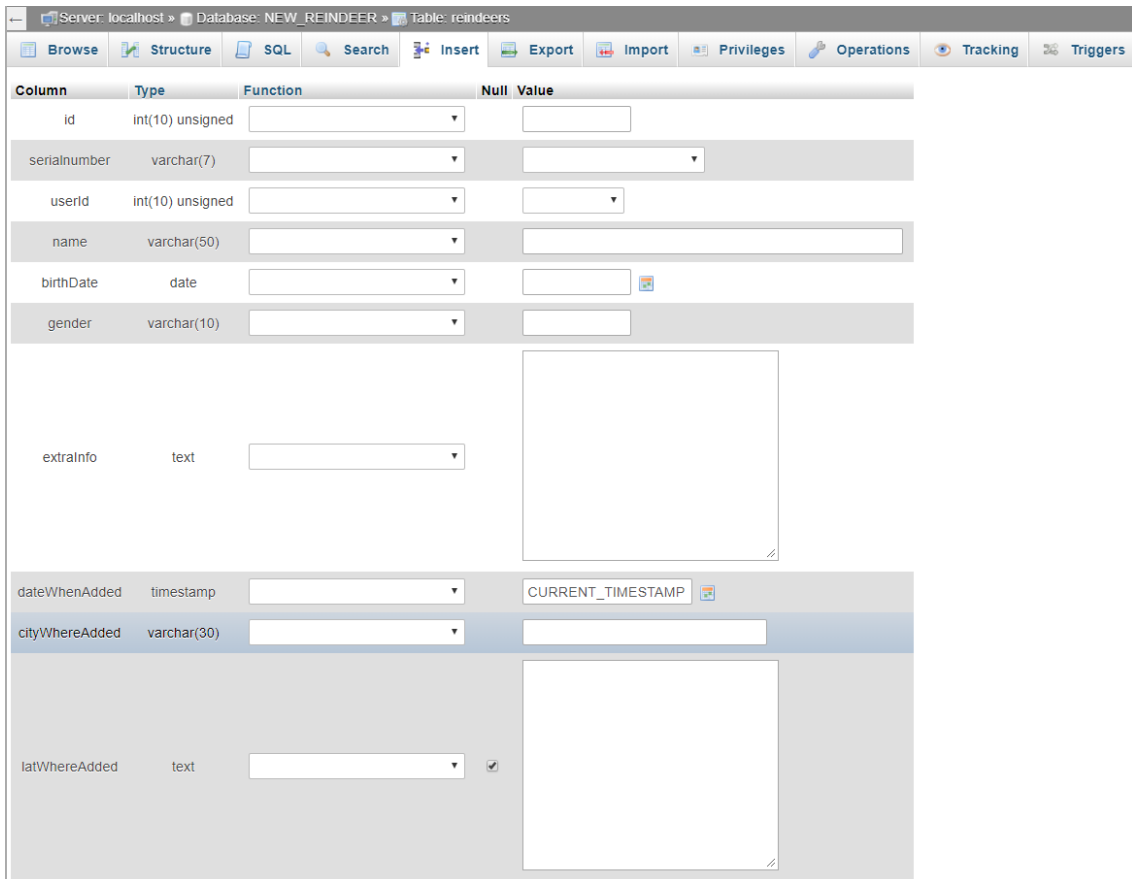 Server: localhost » Database: NEW_REINDEER » Table: reindeers
Browse Structure SQL Search Insert Export Import Privileges Operations Tracking Triggers
Column Type Function Null Value
id int(10) unsigned
serialnumber varchar(7)
userId int(10) unsigned
name varchar(50)
birthDate date
gender varchar(10)
extraInfo text
dateWhenAdded timestamp CURRENT_TIMESTAMP
cityWhereAdded varchar(30)
latWhereAdded text